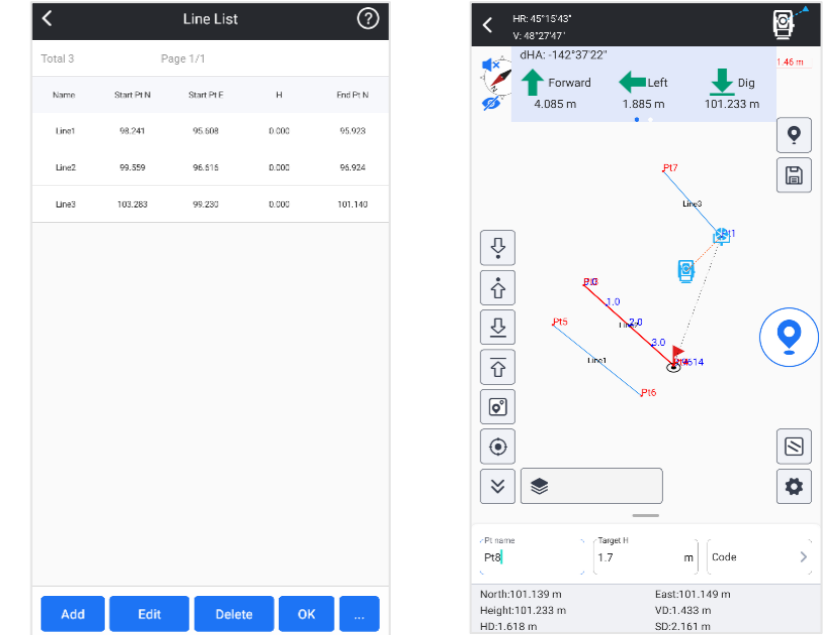 Line List
Total 3 Page 1/1
Name Start Pt N Start Pt E H End Pt N
Line1 98.241 95.608 0.000 95.923
Line2 99.559 96.616 0.000 96.924
Line3 103.283 99.230 0.000 101.140
Add Edit Delete OK ...
HR: 45°15'43"
V: 48°27'47"
dHA: -142°37'22"
1.46 m
Forward Left Dig
4.085 m 1.885 m 101.233 m
Pt7
Line3
1.0
Pt5 2.0
3.0
Line1
Pt6
Pt name Target H
Pt8 1.7 m Code
North:101.139 m East:101.149 m
Height:101.233 m VD:1.433 m
HD:1.618 m SD:2.161 m